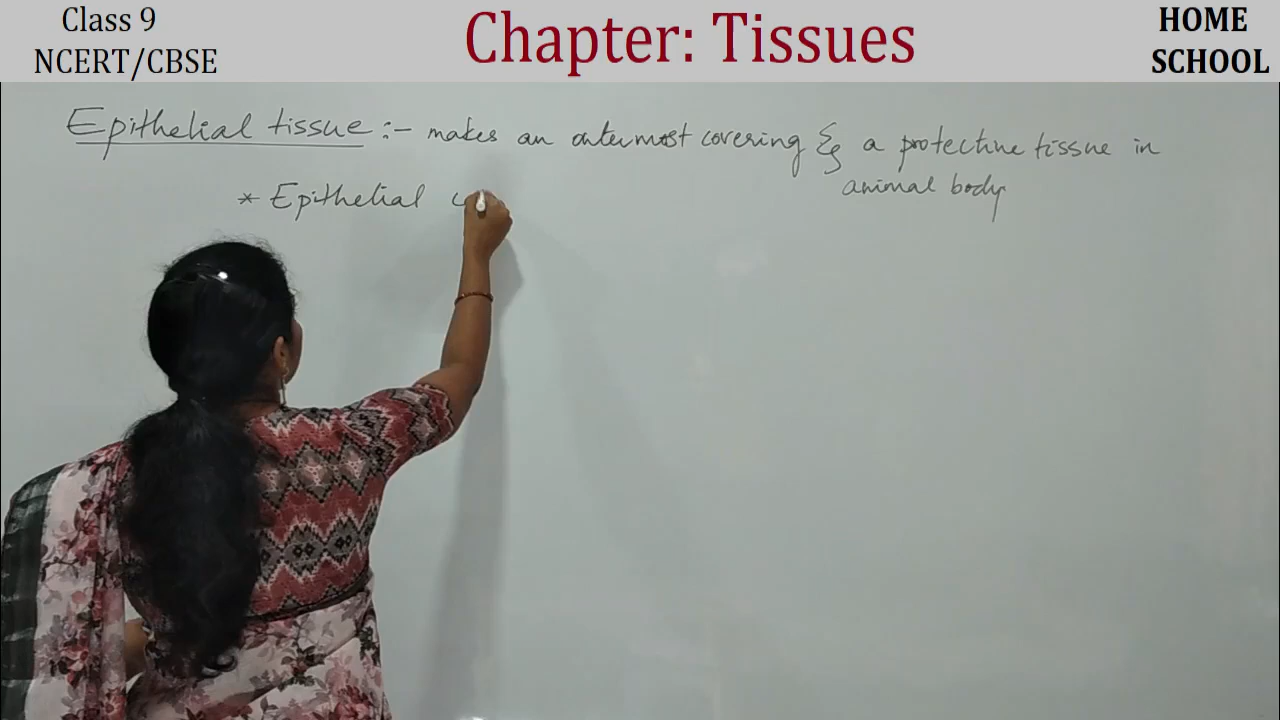 Class 9
NCERT/CBSE
Chapter: Tissues
HOME
SCHOOL
Epithelial tissue :- makes an outermost covering & a protective tissue in
animal body
* Epithelial c